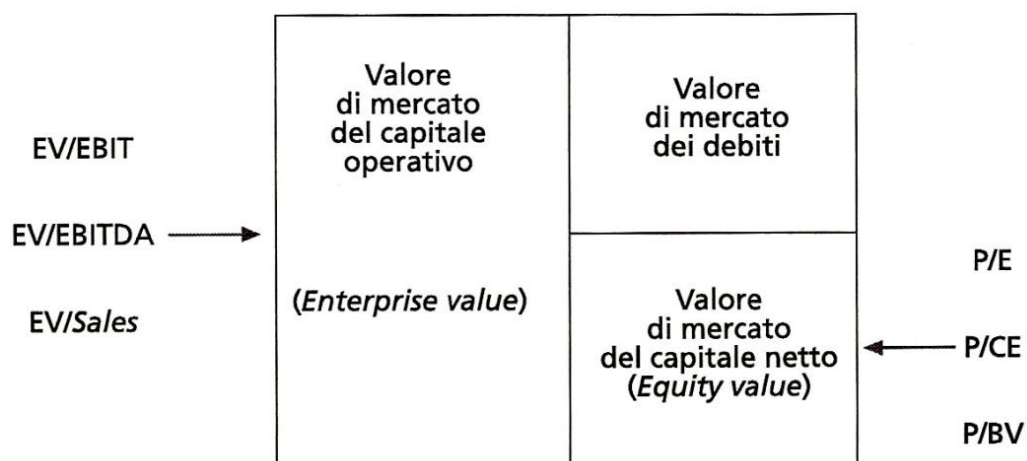 EV/EBIT
EV/EBITDA
EV/Sales
Valore
di mercato
del capitale
operativo
(Enterprise value)
Valore
di mercato
dei debiti
Valore
di mercato
del capitale netto
(Equity value)
P/E
P/CE
P/BV